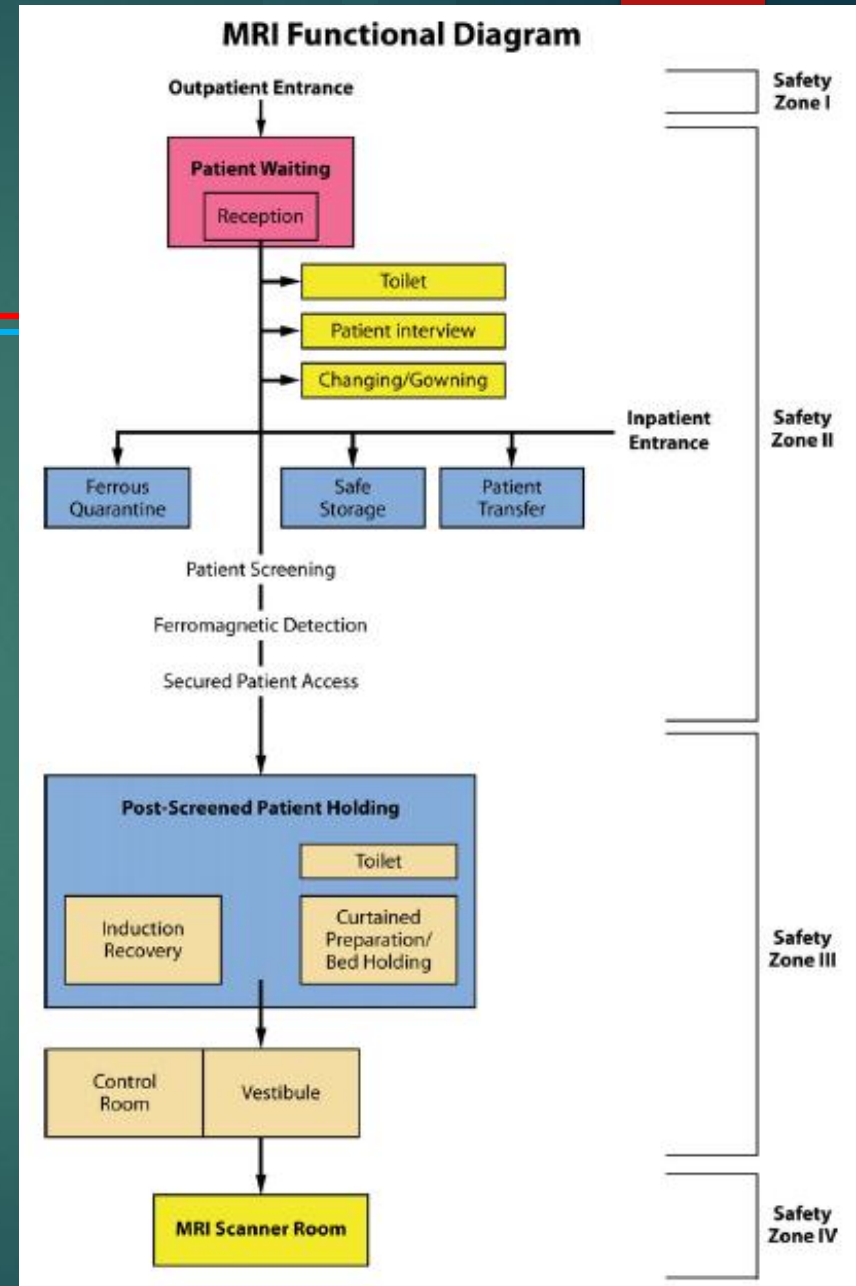 MRI Functional Diagram
Outpatient Entrance
Safety
Zone I
Patient Waiting
Reception
Toilet
Patient interview
Changing/Gowning
Inpatient
Entrance
Safety
Zone II
Ferrous
Quarantine
Safe
Storage
Patient
Transfer
Patient Screening
Ferromagnetic Detection
Secured Patient Access
Post-Screened Patient Holding
Toilet
Induction
Recovery
Curtained
Preparation/
Bed Holding
Safety
Zone III
Control
Room
Vestibule
MRI Scanner Room
Safety
Zone IV